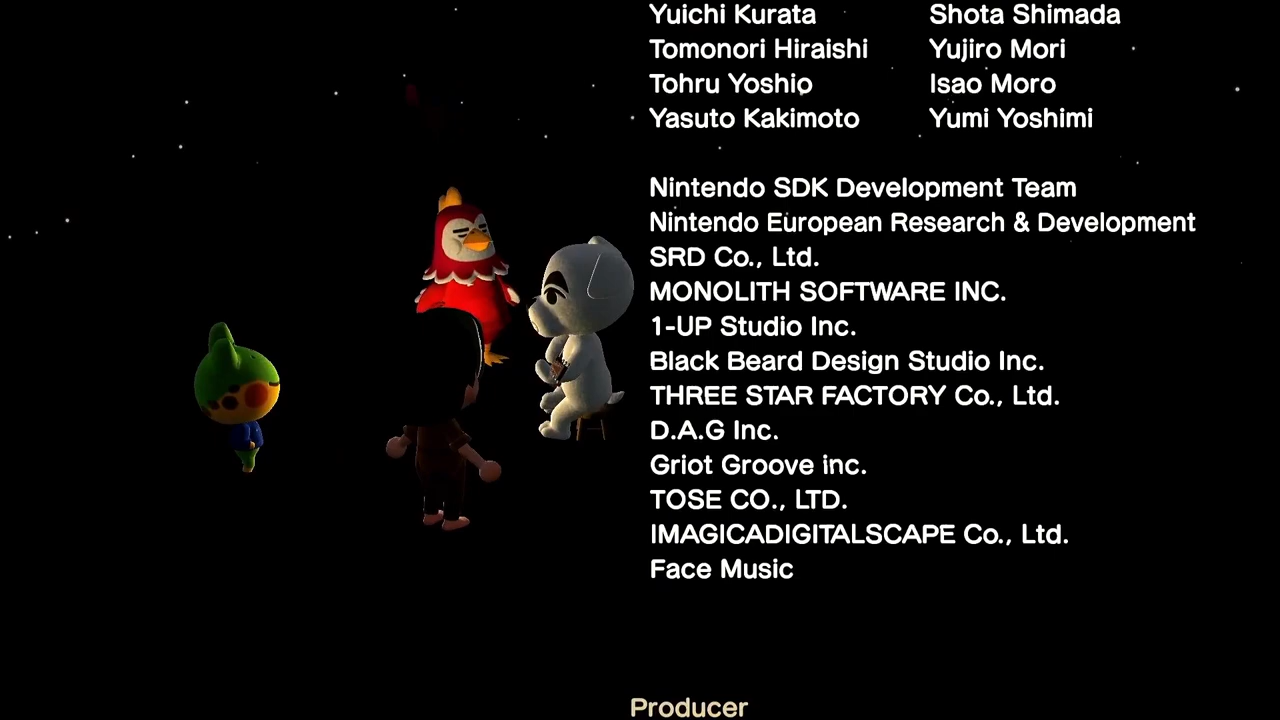 Yuichi Kurata Shota Shimada
Tomonori Hiraishi Yujiro Mori
Tohru Yoshio Isao Moro
Yasuto Kakimoto Yumi Yoshimi
Nintendo SDK Development Team
Nintendo European Research & Development
SRD Co., Ltd.
MONOLITH SOFTWARE INC.
1-UP Studio Inc.
Black Beard Design Studio Inc.
THREE STAR FACTORY Co., Ltd.
D.A.G Inc.
Griot Groove inc.
TOSE CO., LTD.
IMAGICADIGITALSCAPE Co., Ltd.
Face Music
Producer